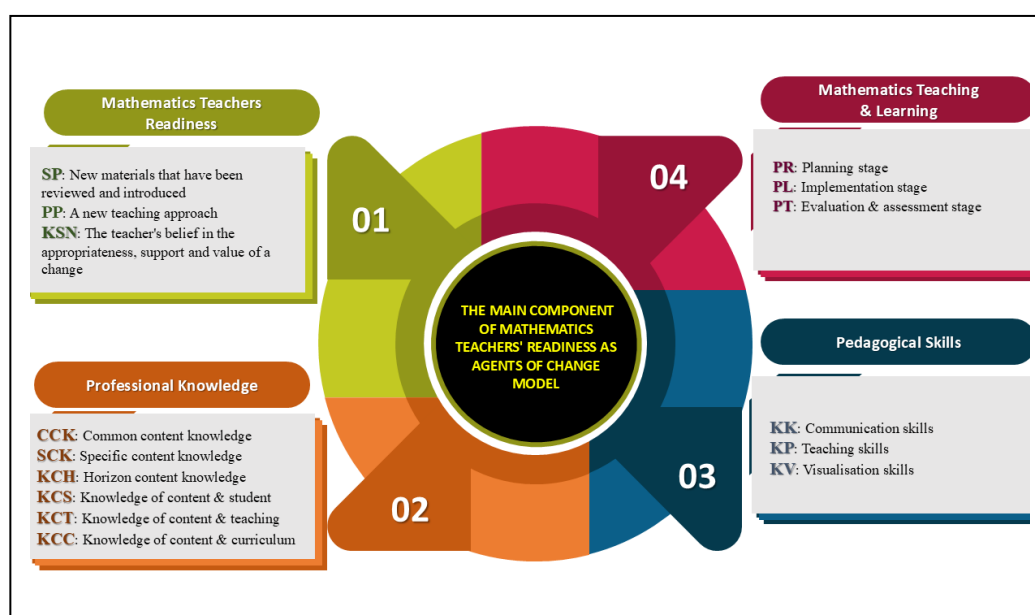 Mathematics Teachers
Readiness
SP: New materials that have been
reviewed and introduced
PP: A new teaching approach
KSN: The teacher's belief in the
appropriateness, support and value of a
change
01
Professional Knowledge
CCK: Common content knowledge
SCK: Specific content knowledge
KCH: Horizon content knowledge
KCS: Knowledge of content & student
KCT: Knowledge of content & teaching
KCC: Knowledge of content & curriculum
02
THE MAIN COMPONENT
OF MATHEMATICS
TEACHERS' READINESS AS
AGENTS OF CHANGE
MODEL
Pedagogical Skills
KK: Communication skills
KP: Teaching skills
KV: Visualisation skills
03
Mathematics Teaching
& Learning
PR: Planning stage
PL: Implementation stage
PT: Evaluation & assessment stage
04